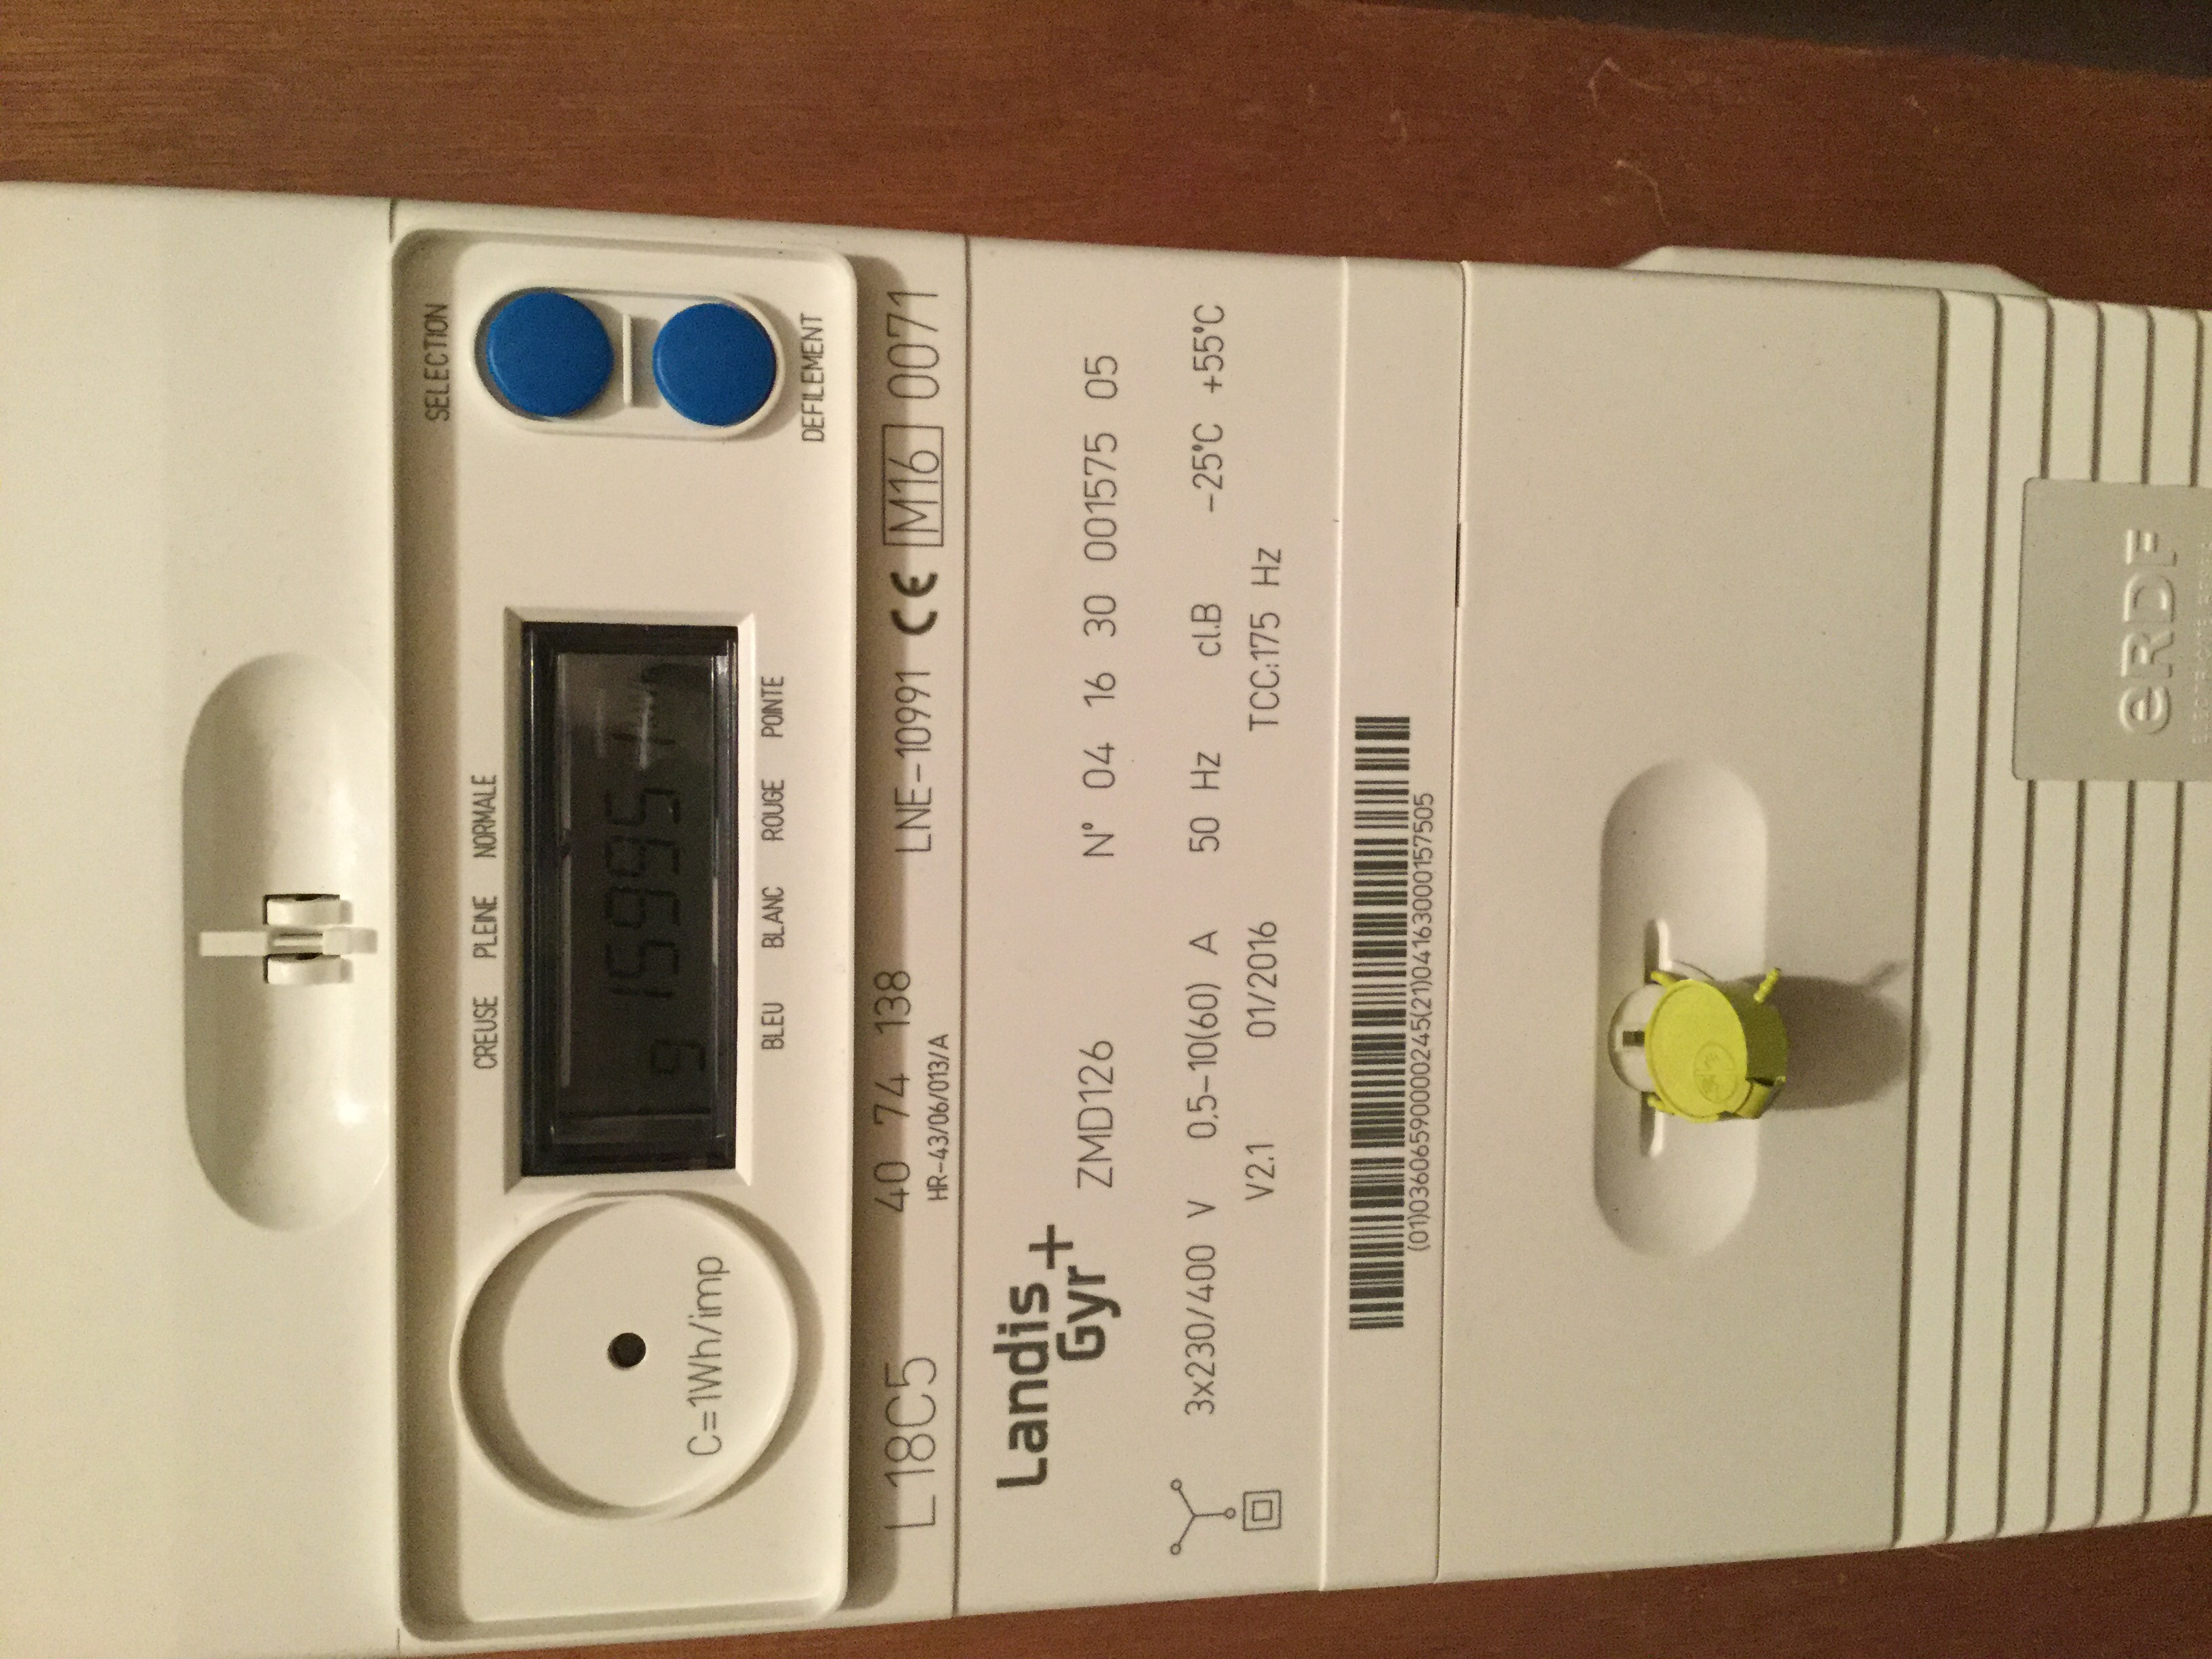 SELECTION
CREUSE PLEINE NORMALE
9 15995 kWh
C=1Wh/imp
BLEU BLANC ROUGE POINTE
DEFILEMENT
L18C5 40 74 138 LNE-10991 CE M16 0071
HR-43/06/013/A
Landis
Gyr+
ZMD126 N° 04 16 30 001575 05
3x230/400 V 0,5-10(60) A 50 Hz cl.B -25°C +55°C
V2.1 01/2016 TCC:175 Hz
(01)03606590000245(21)04163000157505
eRDF